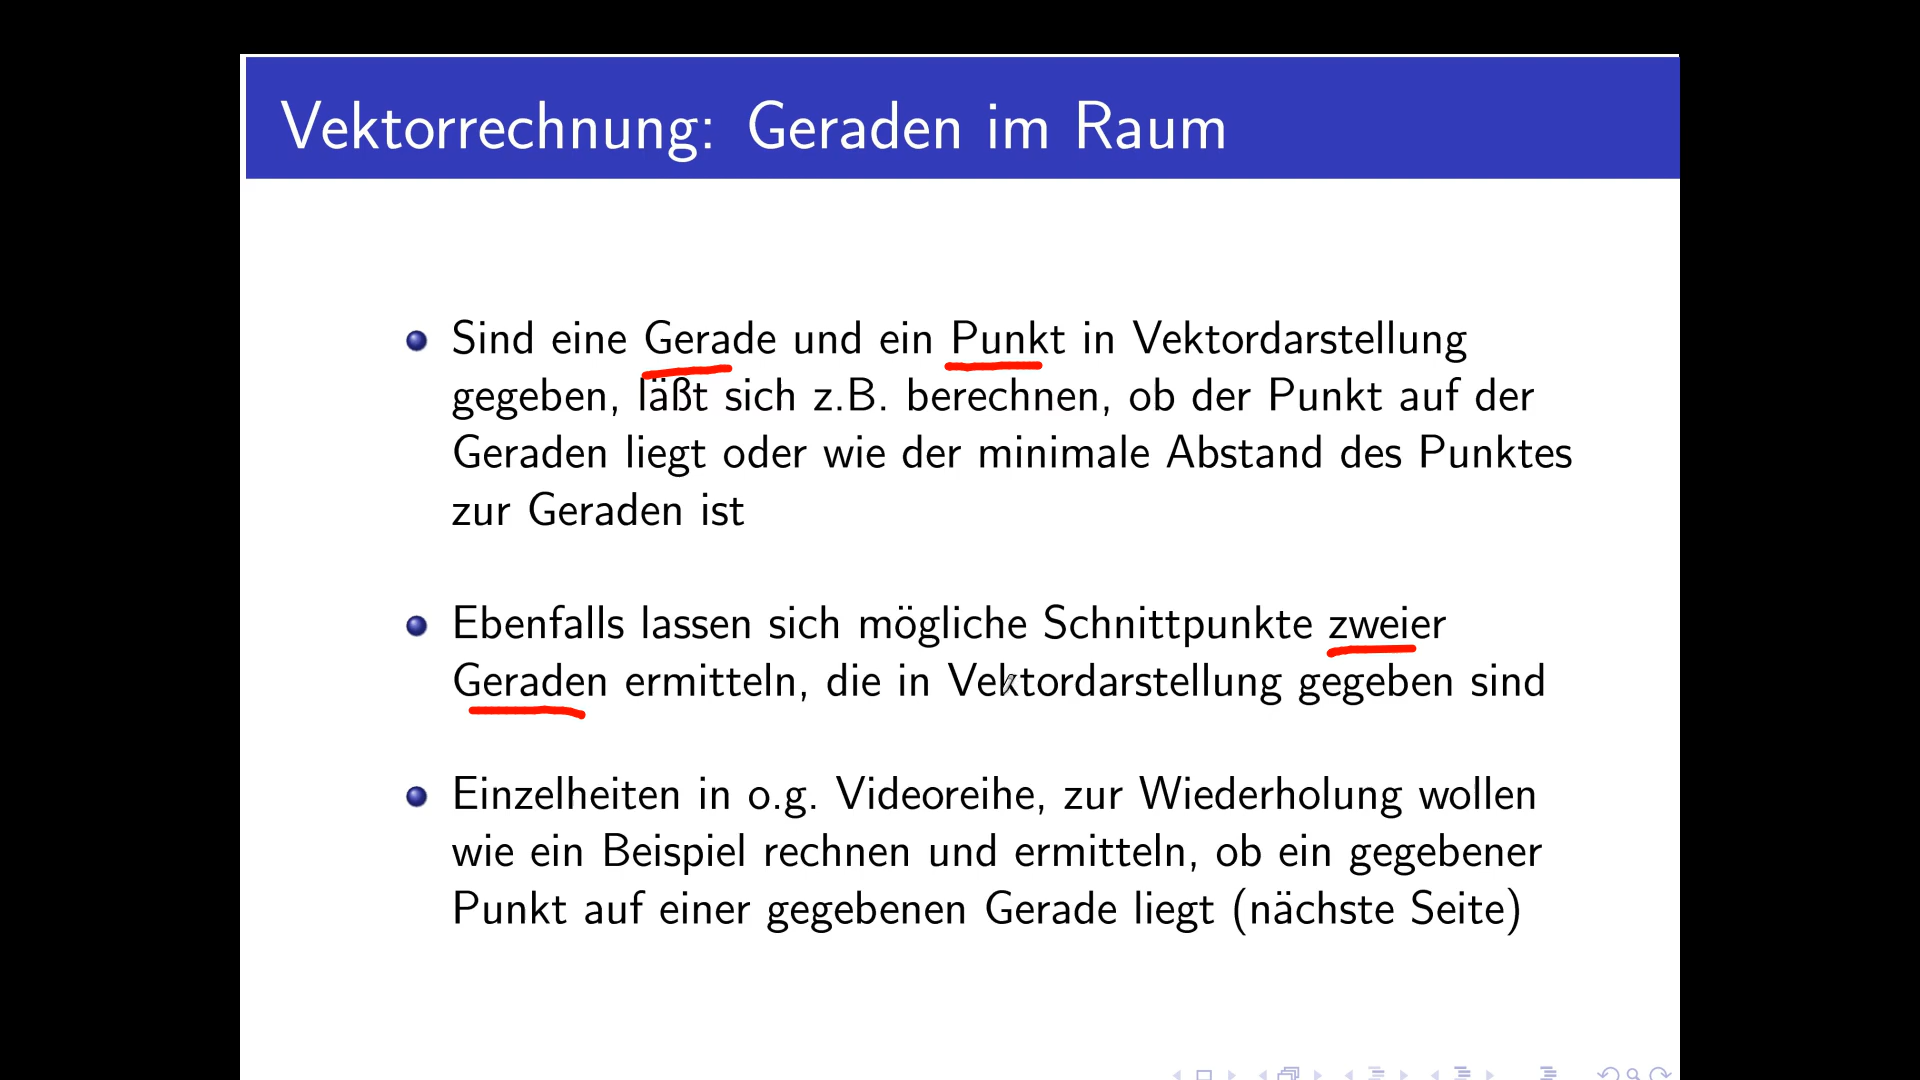 Vektorrechnung: Geraden im Raum
Sind eine Gerade und ein Punkt in Vektordarstellung
gegeben, läßt sich z.B. berechnen, ob der Punkt auf der
Geraden liegt oder wie der minimale Abstand des Punktes
zur Geraden ist
Ebenfalls lassen sich mögliche Schnittpunkte zweier
Geraden ermitteln, die in Vektordarstellung gegeben sind
Einzelheiten in o.g. Videoreihe, zur Wiederholung wollen
wie ein Beispiel rechnen und ermitteln, ob ein gegebener
Punkt auf einer gegebenen Gerade liegt (nächste Seite)